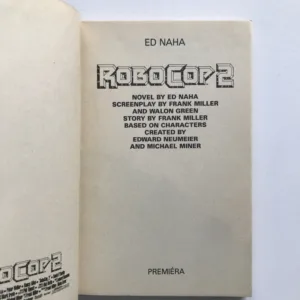 ED NAHA
ROBOCOP 2
NOVEL BY ED NAHA
SCREENPLAY BY FRANK MILLER
AND WALON GREEN
STORY BY FRANK MILLER
BASED ON CHARACTERS
CREATED BY
EDWARD NEUMEIER
AND MICHAEL MINER
PREMIÉRA